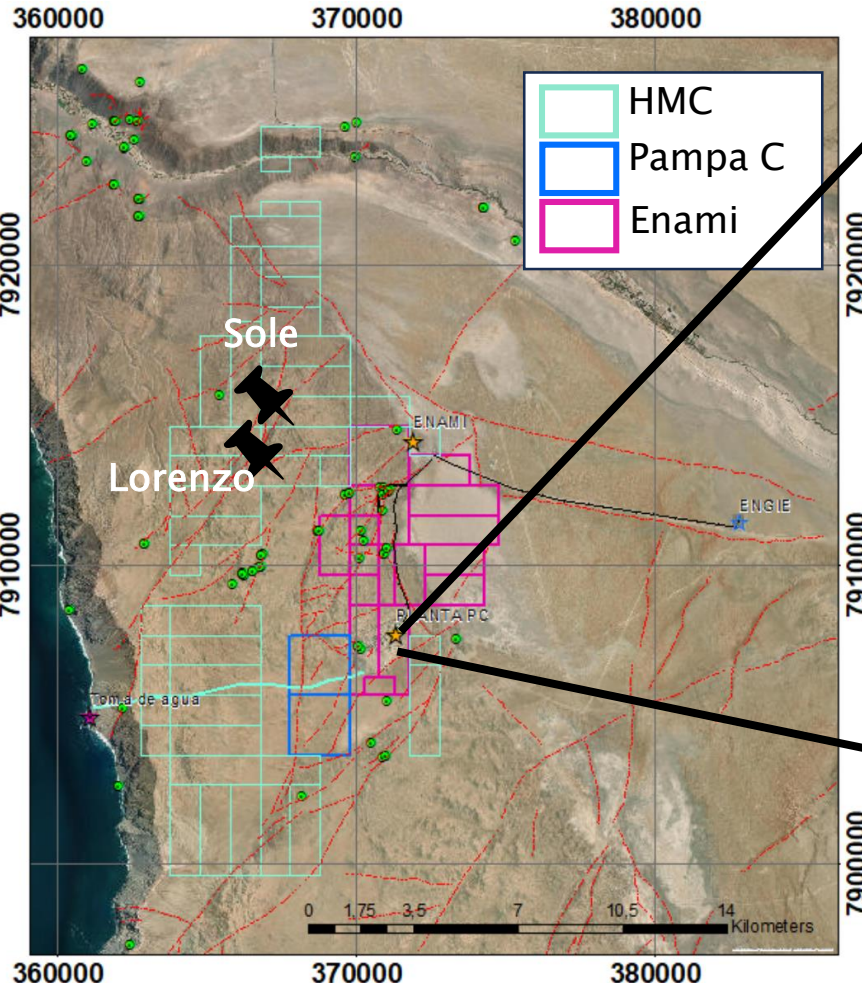 360000 370000 380000
HMC
Pampa C
Enami
7920000 7920000
Sole
ENAMI
Lorenzo
ENGIE
7910000 7910000
PLANTA PC
Toma de agua
7900000
0 1,75 3,5 7 10,5 14
Kilometers
360000 370000 380000